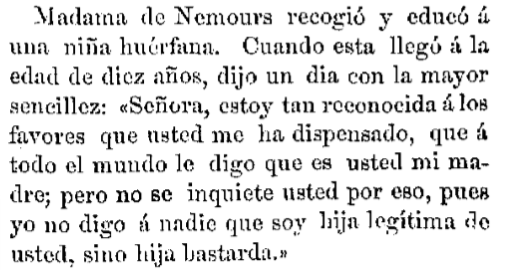 Madama de Nemours recogió y educó á
una niña huérfana. Cuando esta llegó á la
edad de diez años, dijo un dia con la mayor
sencillez: «Señora, estoy tan reconocida á los
favores que usted me ha dispensado, que á
todo el mundo le digo que es usted mi ma-
dre; pero no se inquiete usted por eso, pues
yo no digo á nadie que soy hija legítima de
usted, sino hija bastarda.»